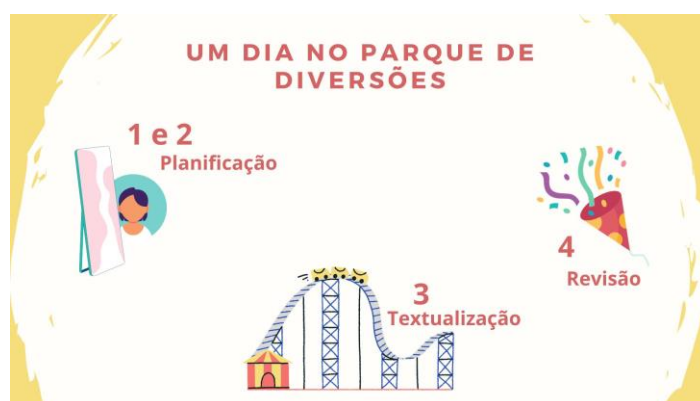 UM DIA NO PARQUE DE
DIVERSÕES
1 e 2
Planificação
3
Textualização
4
Revisão